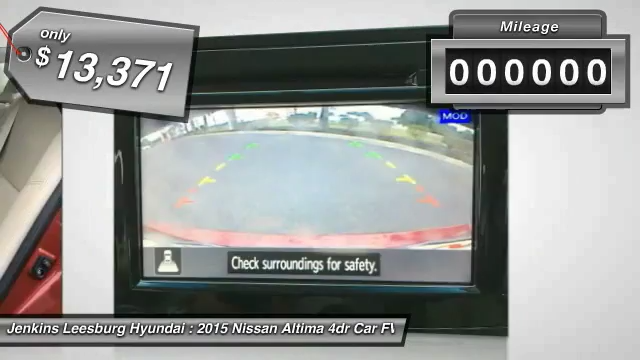 only
$13,371
Mileage
000000
MOD
Check surroundings for safety.
Jenkins Leesburg Hyundai : 2015 Nissan Altima 4dr Car F